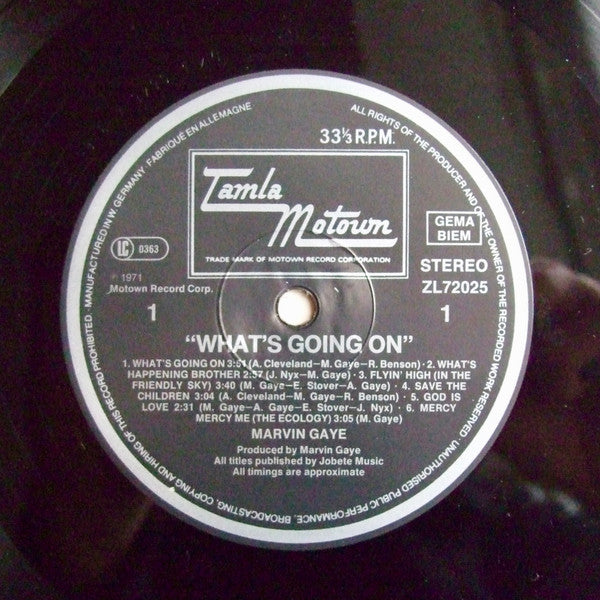 MANUFACTURED IN W. GERMANY. FABRIQUÉ EN ALLEMAGNE
ALL RIGHTS OF THE PRODUCER AND OF THE OWNER OF THE RECORDED WORK RESERVED · UNAUTHORISED PUBLIC PERFORMANCE, BROADCASTING, COPYING AND HIRING OF THIS RECORD PROHIBITED.
33⅓ R.P.M.
Tamla
Motown
TRADE MARK OF MOTOWN RECORD CORPORATION
GEMA
BIEM
LC 0363
STEREO
ZL72025
℗ 1971
Motown Record Corp.
1
1
“WHAT'S GOING ON”
1. WHAT'S GOING ON 3:51 (A. Cleveland–M. Gaye–R. Benson) · 2. WHAT'S
HAPPENING BROTHER 2:57 (J. Nyx–M. Gaye) · 3. FLYIN' HIGH (IN THE
FRIENDLY SKY) 3:40 (M. Gaye–E. Stover–A. Gaye) · 4. SAVE THE
CHILDREN 3:04 (A. Cleveland–M. Gaye–R. Benson) · 5. GOD IS
LOVE 2:31 (M. Gaye–A. Gaye–E. Stover–J. Nyx) · 6. MERCY
MERCY ME (THE ECOLOGY) 3:05 (M. Gaye)
MARVIN GAYE
Produced by Marvin Gaye
All titles published by Jobete Music
All timings are approximate